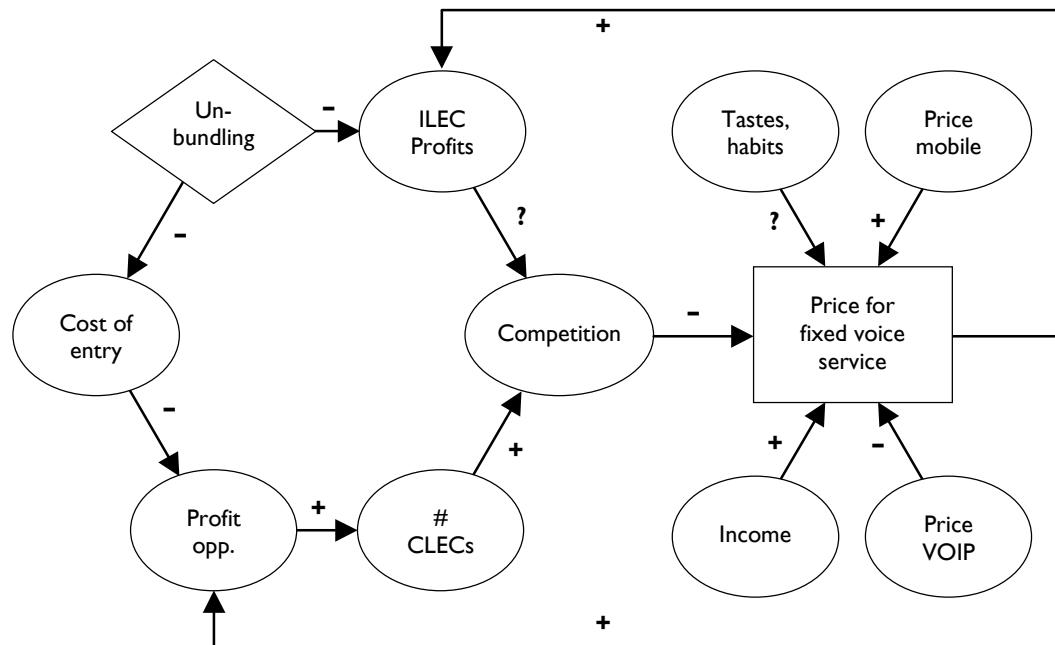 +
Un-
bundling
–
ILEC
Profits
Tastes,
habits
Price
mobile
–
?
?
+
Cost of
entry
Competition
–
Price for
fixed voice
service
–
+
+
–
Profit
opp.
+
#
CLECs
Income
Price
VOIP
+